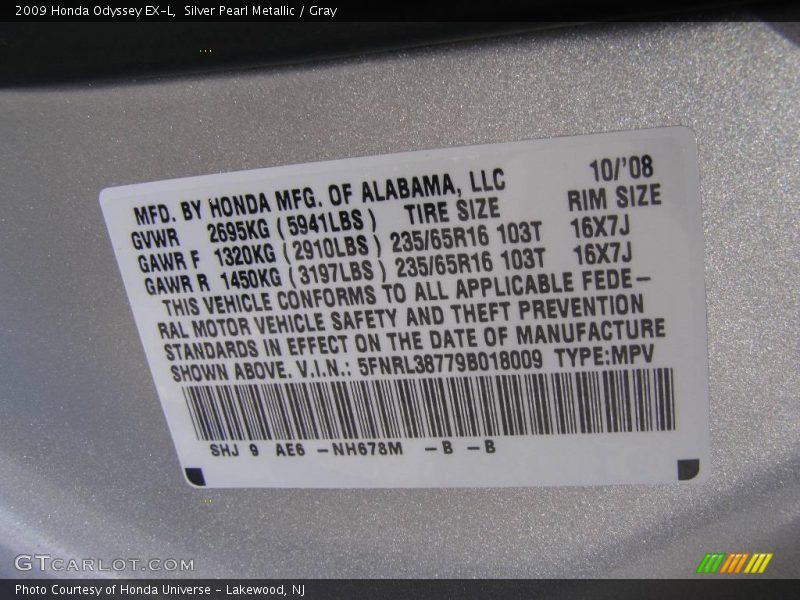 2009 Honda Odyssey EX-L, Silver Pearl Metallic / Gray
MFD. BY HONDA MFG. OF ALABAMA, LLC 10/'08
GVWR 2695KG (5941LBS) TIRE SIZE RIM SIZE
GAWR F 1320KG (2910LBS) 235/65R16 103T 16X7J
GAWR R 1450KG (3197LBS) 235/65R16 103T 16X7J
THIS VEHICLE CONFORMS TO ALL APPLICABLE FEDE-
RAL MOTOR VEHICLE SAFETY AND THEFT PREVENTION
STANDARDS IN EFFECT ON THE DATE OF MANUFACTURE
SHOWN ABOVE. V.I.N.: 5FNRL38779B018009 TYPE:MPV
SHJ 9 AE6 -NH678M -B -B
GTCARLOT.COM
Photo Courtesy of Honda Universe - Lakewood, NJ